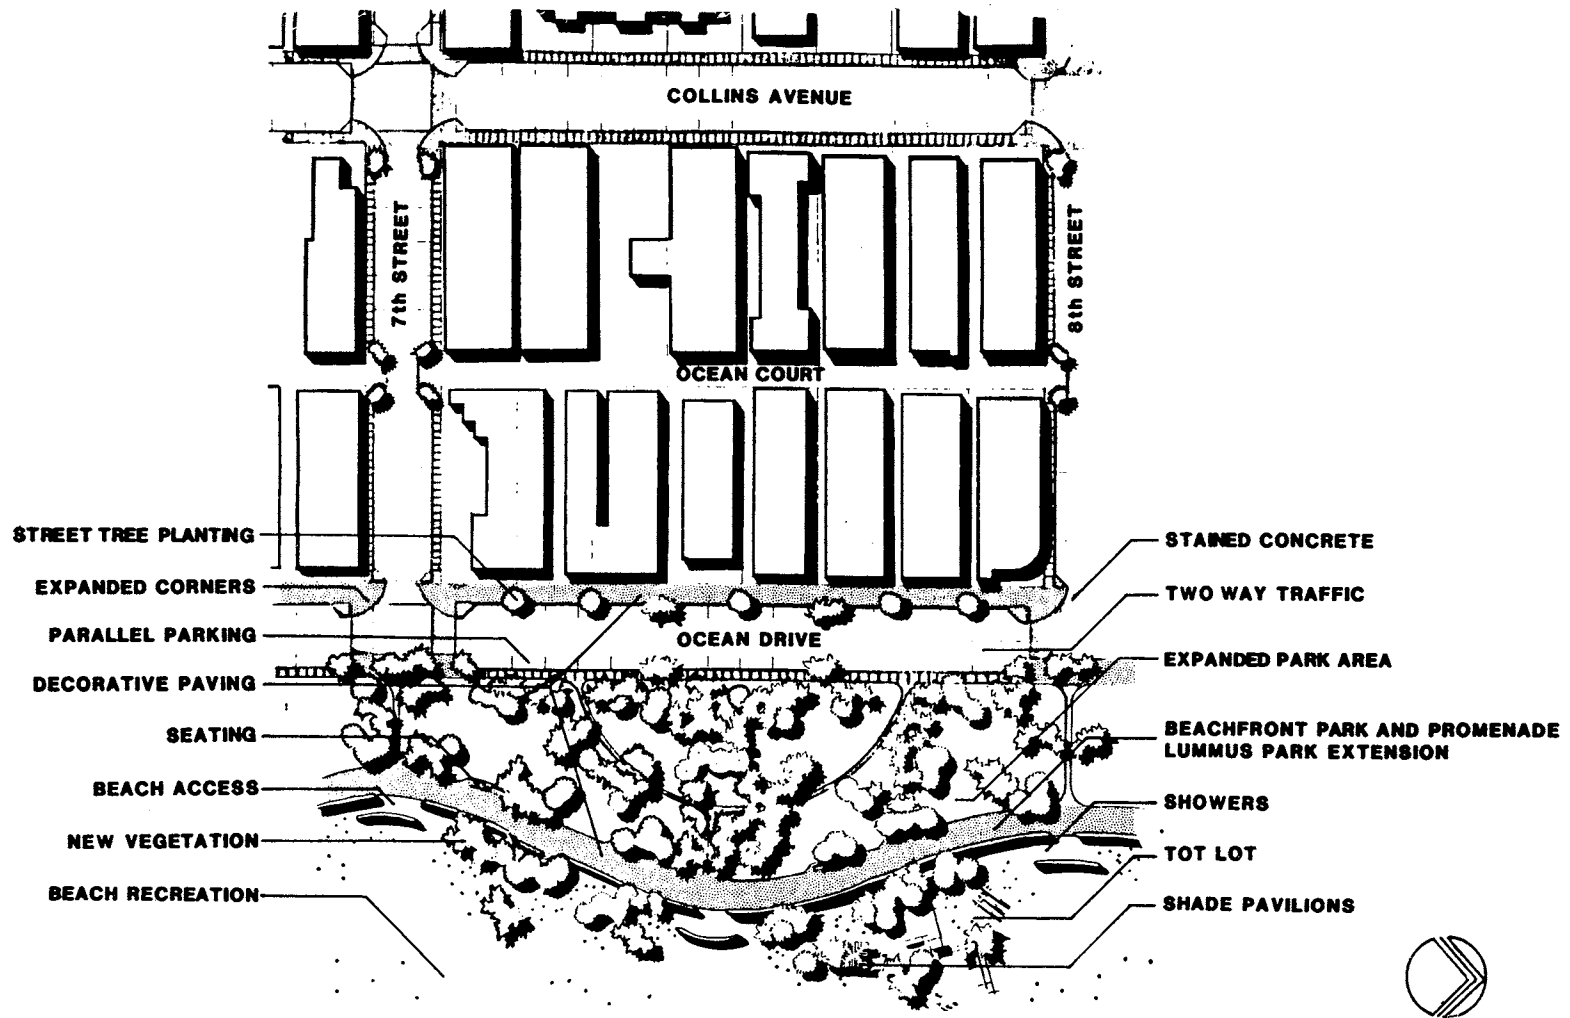 COLLINS AVENUE
7th STREET
8th STREET
OCEAN COURT
STREET TREE PLANTING
EXPANDED CORNERS
PARALLEL PARKING
DECORATIVE PAVING
SEATING
BEACH ACCESS
NEW VEGETATION
BEACH RECREATION
OCEAN DRIVE
STAINED CONCRETE
TWO WAY TRAFFIC
EXPANDED PARK AREA
BEACHFRONT PARK AND PROMENADE
LUMMUS PARK EXTENSION
SHOWERS
TOT LOT
SHADE PAVILIONS